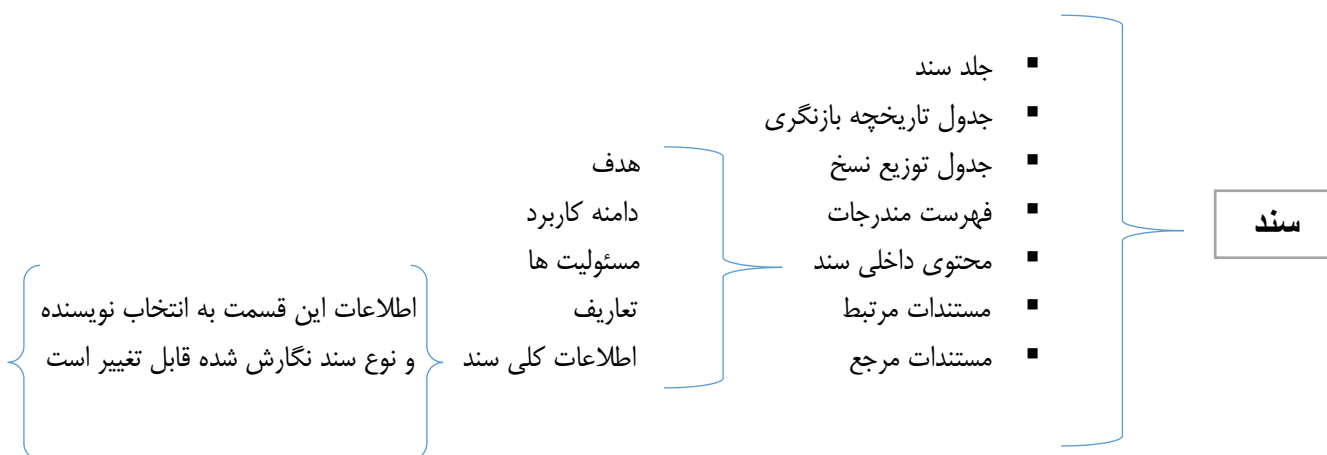 سند
جلد سند
جدول تاریخچه بازنگری
جدول توزیع نسخ
فهرست مندرجات
محتوی داخلی سند
مستندات مرتبط
مستندات مرجع
هدف
دامنه کاربرد
مسئولیت ها
تعاریف
اطلاعات کلی سند
اطلاعات این قسمت به انتخاب نویسنده
و نوع سند نگارش شده قابل تغییر است